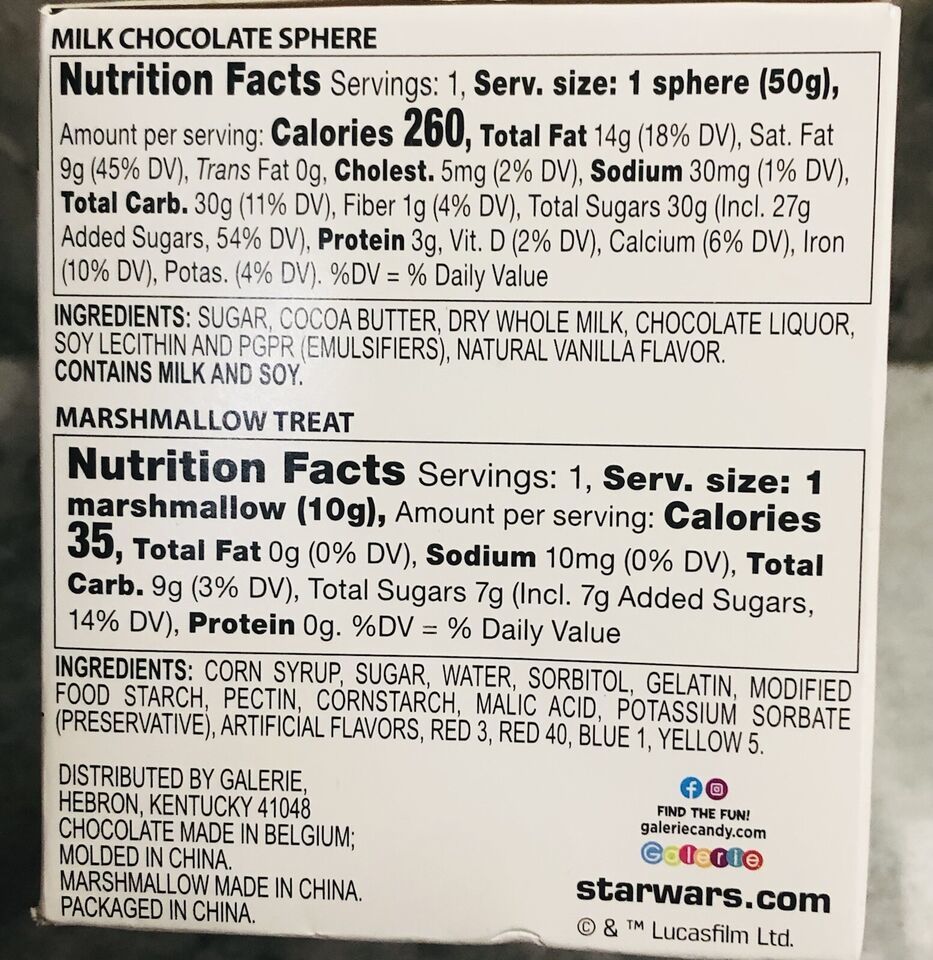 MILK CHOCOLATE SPHERE
Nutrition Facts Servings: 1, Serv. size: 1 sphere (50g),
Amount per serving: Calories 260, Total Fat 14g (18% DV), Sat. Fat
9g (45% DV), Trans Fat 0g, Cholest. 5mg (2% DV), Sodium 30mg (1% DV),
Total Carb. 30g (11% DV), Fiber 1g (4% DV), Total Sugars 30g (Incl. 27g
Added Sugars, 54% DV), Protein 3g, Vit. D (2% DV), Calcium (6% DV), Iron
(10% DV), Potas. (4% DV). %DV = % Daily Value
INGREDIENTS: SUGAR, COCOA BUTTER, DRY WHOLE MILK, CHOCOLATE LIQUOR,
SOY LECITHIN AND PGPR (EMULSIFIERS), NATURAL VANILLA FLAVOR.
CONTAINS MILK AND SOY.
MARSHMALLOW TREAT
Nutrition Facts Servings: 1, Serv. size: 1
marshmallow (10g), Amount per serving: Calories
35, Total Fat 0g (0% DV), Sodium 10mg (0% DV), Total
Carb. 9g (3% DV), Total Sugars 7g (Incl. 7g Added Sugars,
14% DV), Protein 0g. %DV = % Daily Value
INGREDIENTS: CORN SYRUP, SUGAR, WATER, SORBITOL, GELATIN, MODIFIED
FOOD STARCH, PECTIN, CORNSTARCH, MALIC ACID, POTASSIUM SORBATE
(PRESERVATIVE), ARTIFICIAL FLAVORS, RED 3, RED 40, BLUE 1, YELLOW 5.
DISTRIBUTED BY GALERIE,
HEBRON, KENTUCKY 41048
CHOCOLATE MADE IN BELGIUM;
MOLDED IN CHINA.
MARSHMALLOW MADE IN CHINA.
PACKAGED IN CHINA.
FIND THE FUN!
galeriecandy.com
Galerie
starwars.com
© & ™ Lucasfilm Ltd.